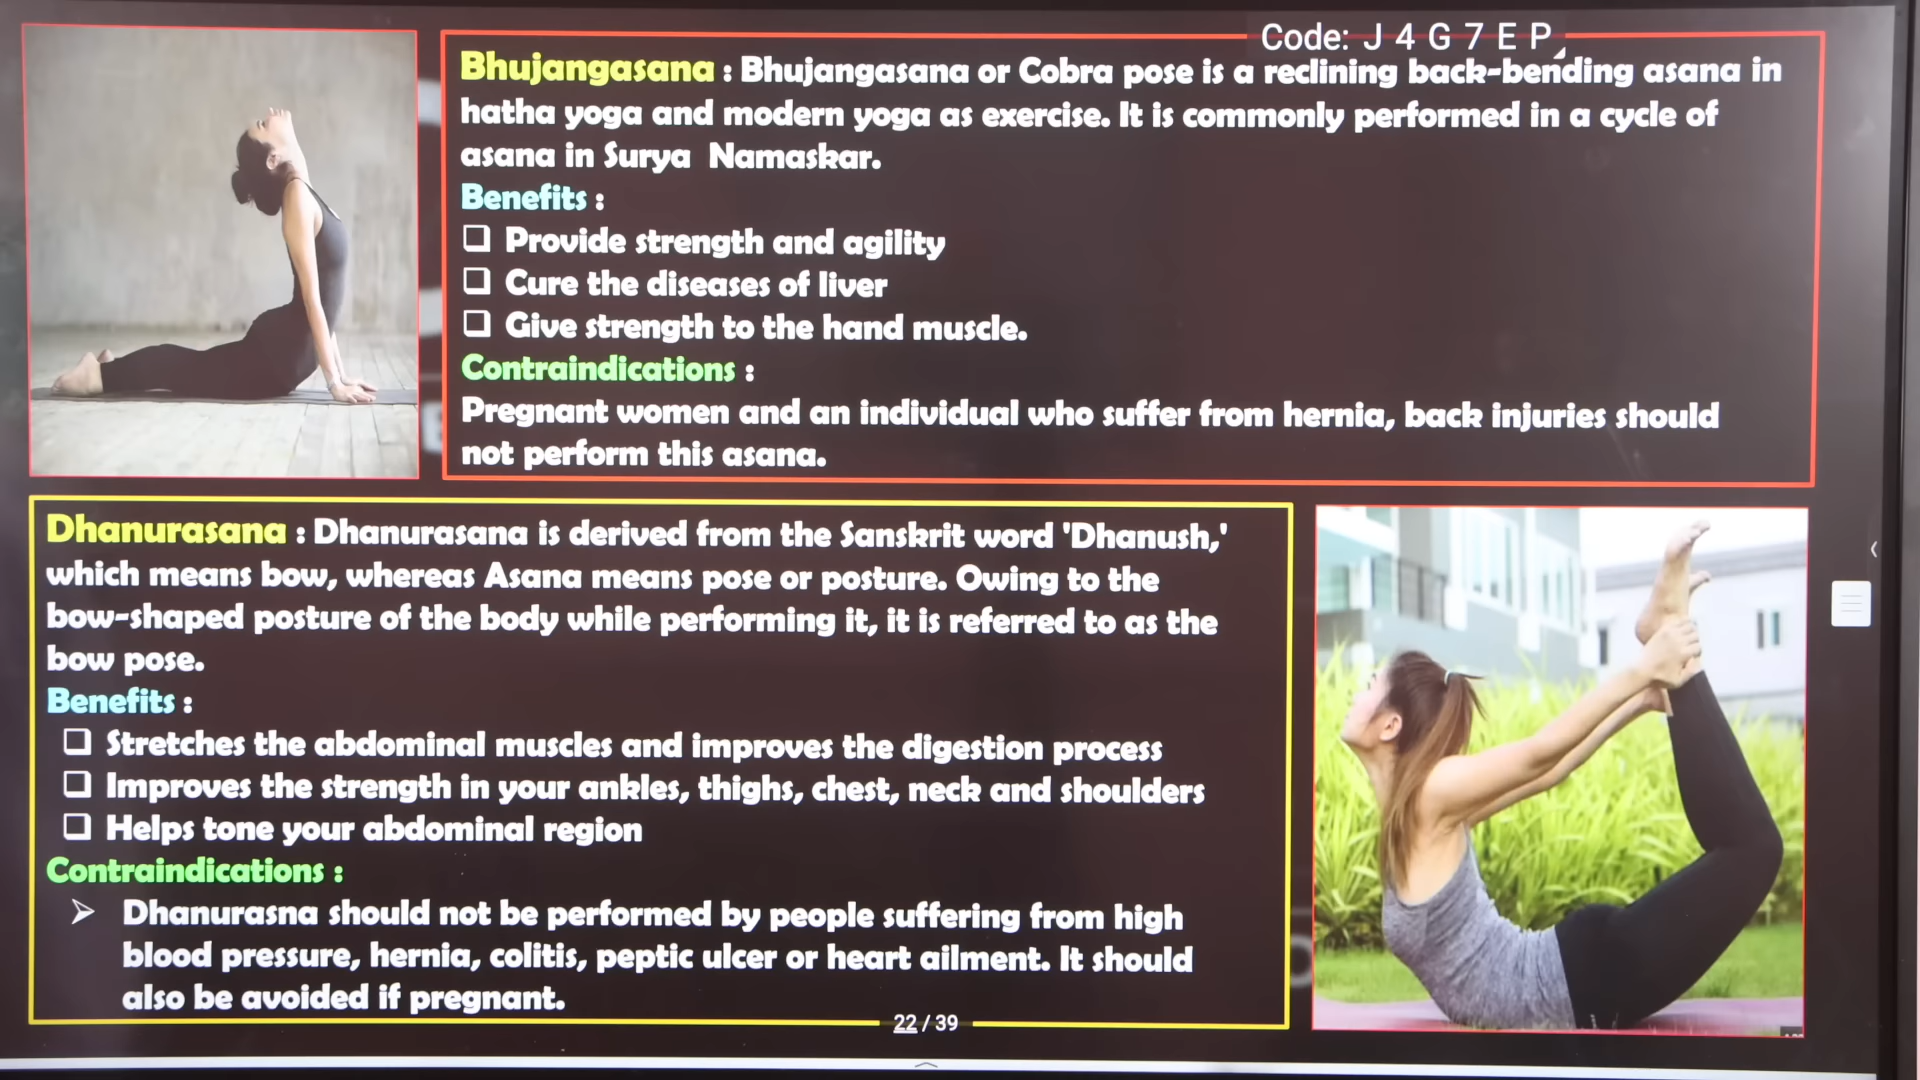 Code: J 4 G 7 E P
Bhujangasana : Bhujangasana or Cobra pose is a reclining back-bending asana in
hatha yoga and modern yoga as exercise. It is commonly performed in a cycle of
asana in Surya Namaskar.
Benefits :
❑ Provide strength and agility
❑ Cure the diseases of liver
❑ Give strength to the hand muscle.
Contraindications :
Pregnant women and an individual who suffer from hernia, back injuries should
not perform this asana.
Dhanurasana : Dhanurasana is derived from the Sanskrit word 'Dhanush,'
which means bow, whereas Asana means pose or posture. Owing to the
bow-shaped posture of the body while performing it, it is referred to as the
bow pose.
Benefits :
❑ Stretches the abdominal muscles and improves the digestion process
❑ Improves the strength in your ankles, thighs, chest, neck and shoulders
❑ Helps tone your abdominal region
Contraindications :
➢ Dhanurasna should not be performed by people suffering from high
blood pressure, hernia, colitis, peptic ulcer or heart ailment. It should
also be avoided if pregnant.
22 / 39